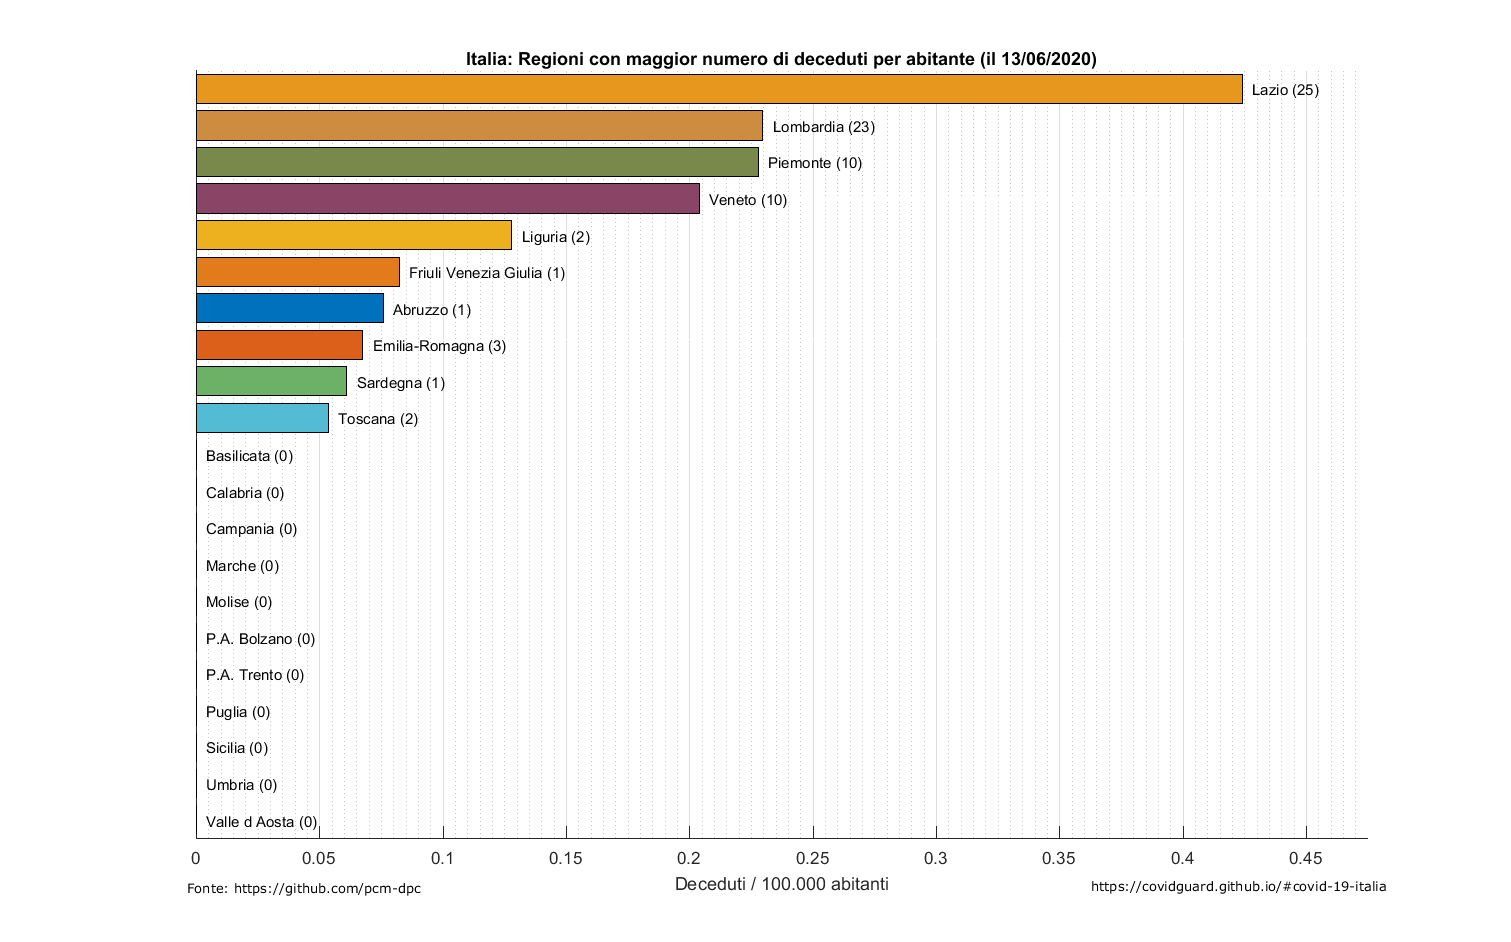 Italia: Regioni con maggior numero di deceduti per abitante (il 13/06/2020)
Lazio (25)
Lombardia (23)
Piemonte (10)
Veneto (10)
Liguria (2)
Friuli Venezia Giulia (1)
Abruzzo (1)
Emilia-Romagna (3)
Sardegna (1)
Toscana (2)
Basilicata (0)
Calabria (0)
Campania (0)
Marche (0)
Molise (0)
P.A. Bolzano (0)
P.A. Trento (0)
Puglia (0)
Sicilia (0)
Umbria (0)
Valle d Aosta (0)
0 0.05 0.1 0.15 0.2 0.25 0.3 0.35 0.4 0.45
Deceduti / 100.000 abitanti
Fonte: https://github.com/pcm-dpc
https://covidguard.github.io/#covid-19-italia